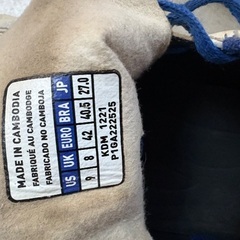 MADE IN CAMBODIA
FABRIQUÉ AU CAMBODGE
FABRICADO NO CAMBOJA
US UK EURO BRA JP
9 8 42 40.5 27.0
KDM 1221
P1GA222525